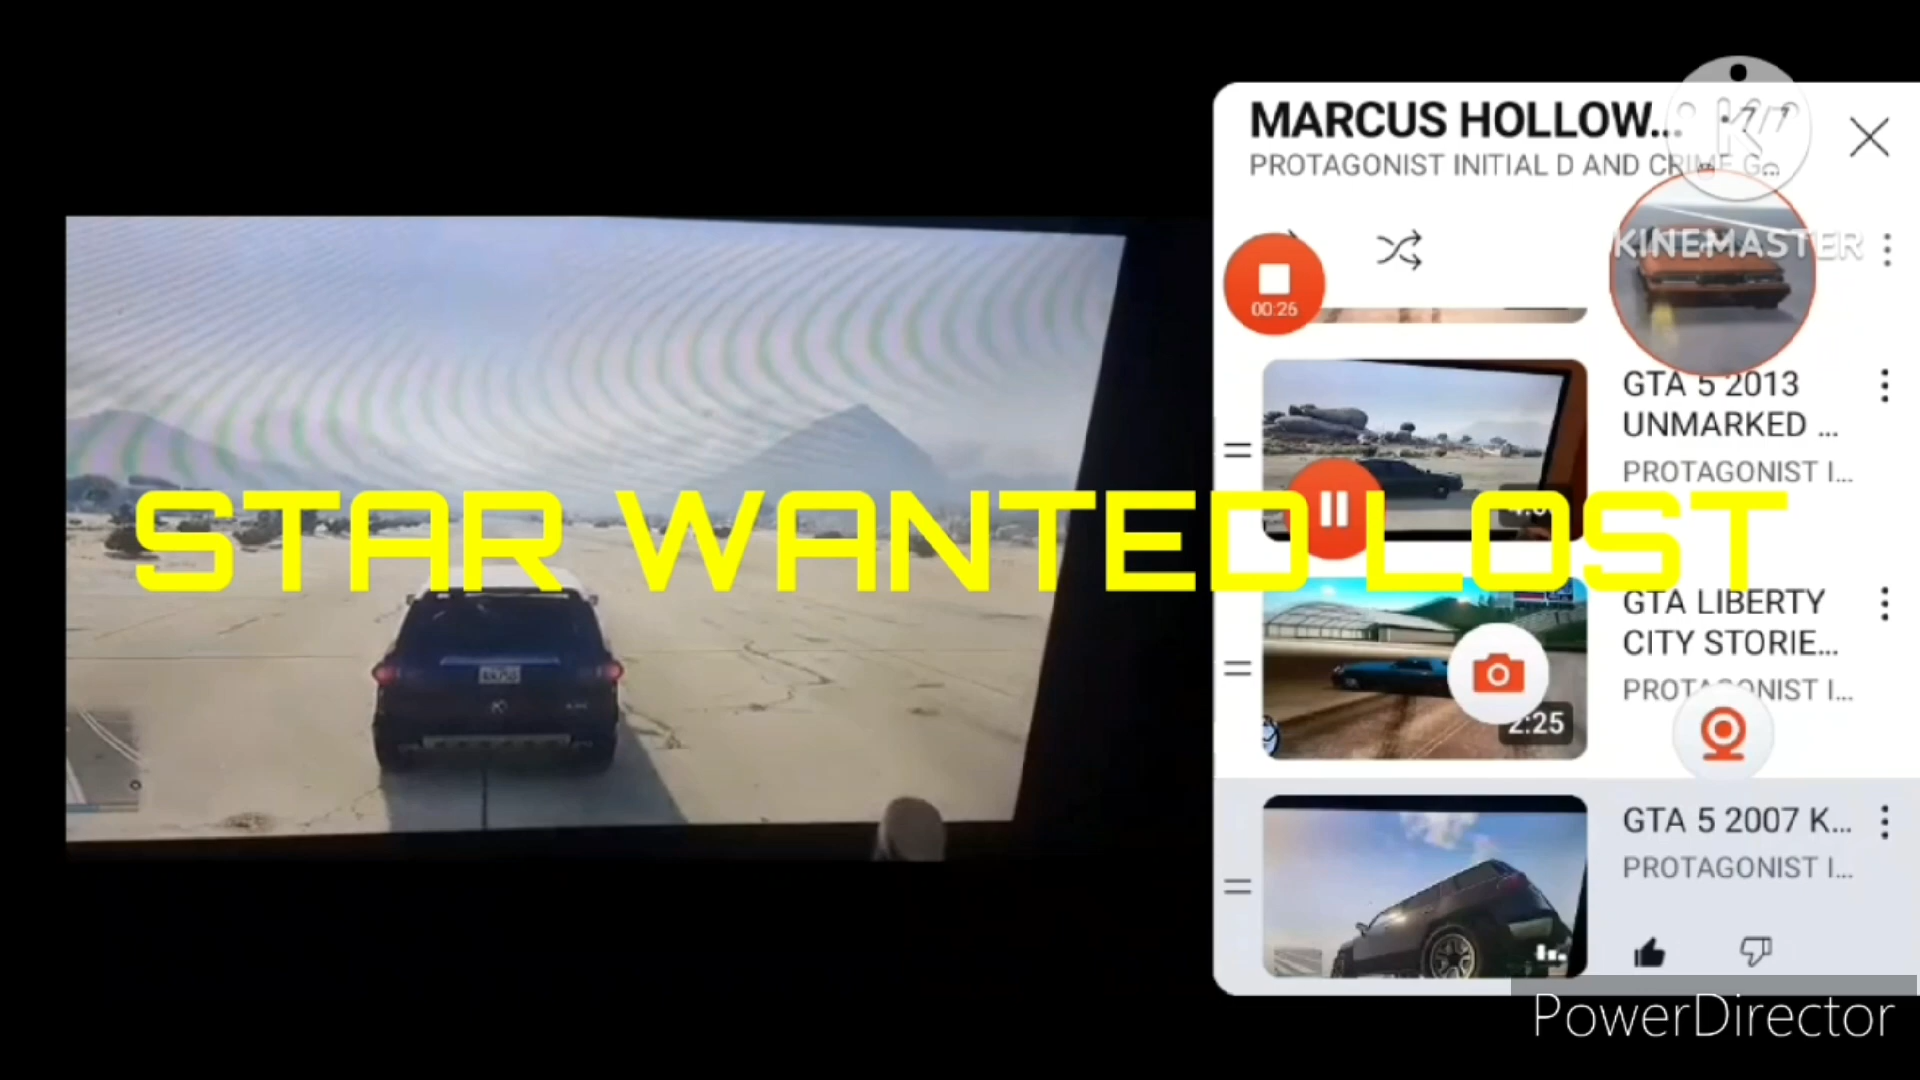 MARCUS HOLLOW...
PROTAGONIST INITIAL D AND CRIME G...
KINEMASTER
00:26
GTA 5 2013
UNMARKED ...
PROTAGONIST I...
STAR WANTED LOST
GTA LIBERTY
CITY STORIE...
PROTAGONIST I...
2:25
GTA 5 2007 K...
PROTAGONIST I...
PowerDirector